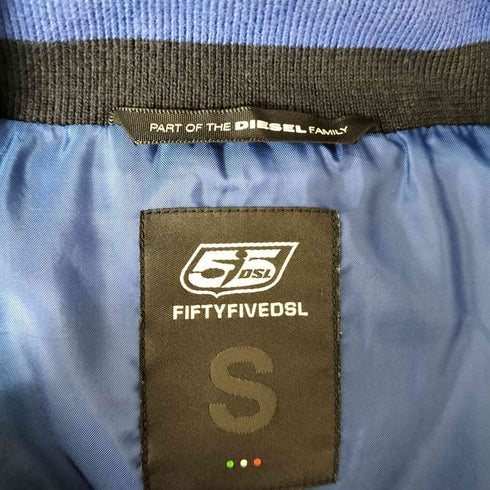 PART OF THE DIESEL FAMILY
55 DSL
FIFTYFIVEDSL
S